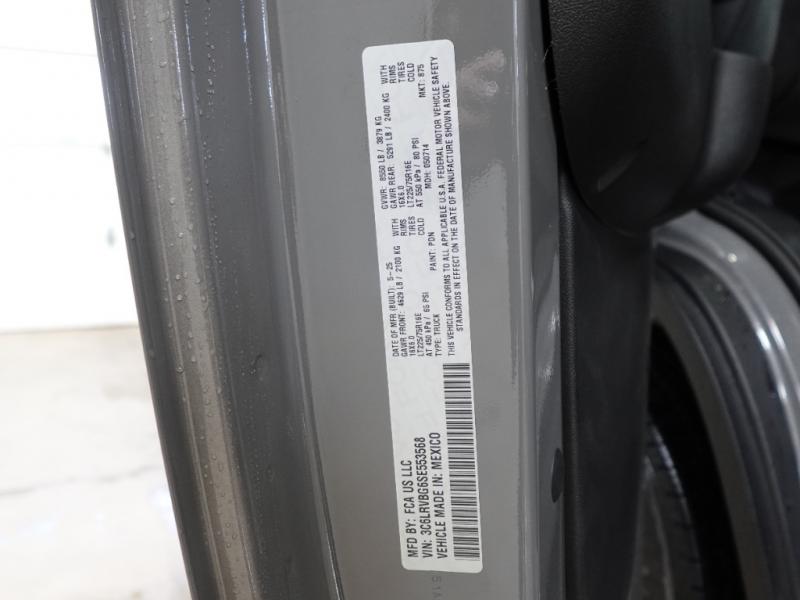 MFD BY: FCA US LLC
VIN: 3C6LRVBG6SE553568
VEHICLE MADE IN: MEXICO
DATE OF MFR (BUILT): 5-25 GVWR: 8550 LB / 3879 KG
GAWR FRONT: 4629 LB / 2100 KG WITH GAWR REAR: 5291 LB / 2400 KG WITH
16X6.0 RIMS 16X6.0 RIMS
LT225/75R16E TIRES LT225/75R16E TIRES
AT 450 kPa / 65 PSI COLD AT 550 kPa / 80 PSI COLD
TYPE: TRUCK PAINT: PDN MDH: 050714 MKT: 875
THIS VEHICLE CONFORMS TO ALL APPLICABLE U.S.A. FEDERAL MOTOR VEHICLE SAFETY
STANDARDS IN EFFECT ON THE DATE OF MANUFACTURE SHOWN ABOVE.